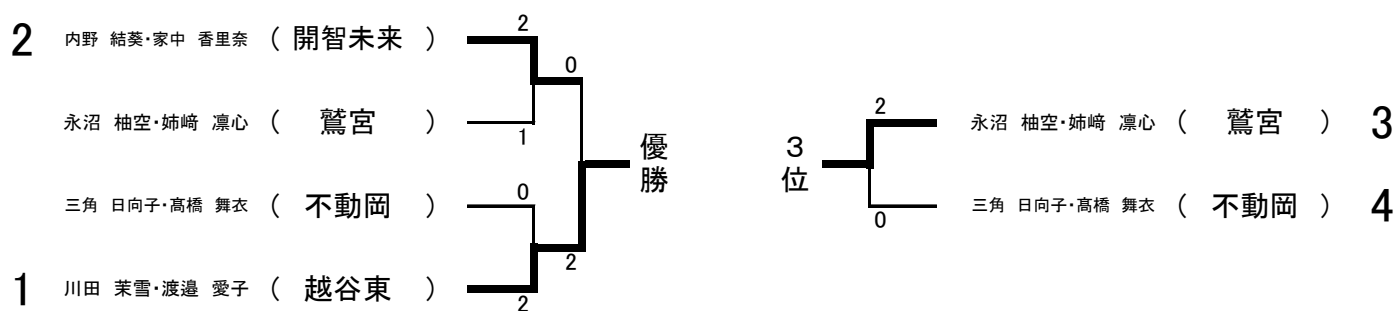 2 内野 結葵・家中 香里奈 ( 開智未来 ) 2
0
永沼 柚空・姉﨑 凛心 ( 鷲宮 ) 1
優勝
三角 日向子・髙橋 舞衣 ( 不動岡 ) 0
2
1 川田 茉雪・渡邉 愛子 ( 越谷東 ) 2
2 永沼 柚空・姉﨑 凛心 ( 鷲宮 ) 3
3位
0 三角 日向子・髙橋 舞衣 ( 不動岡 ) 4